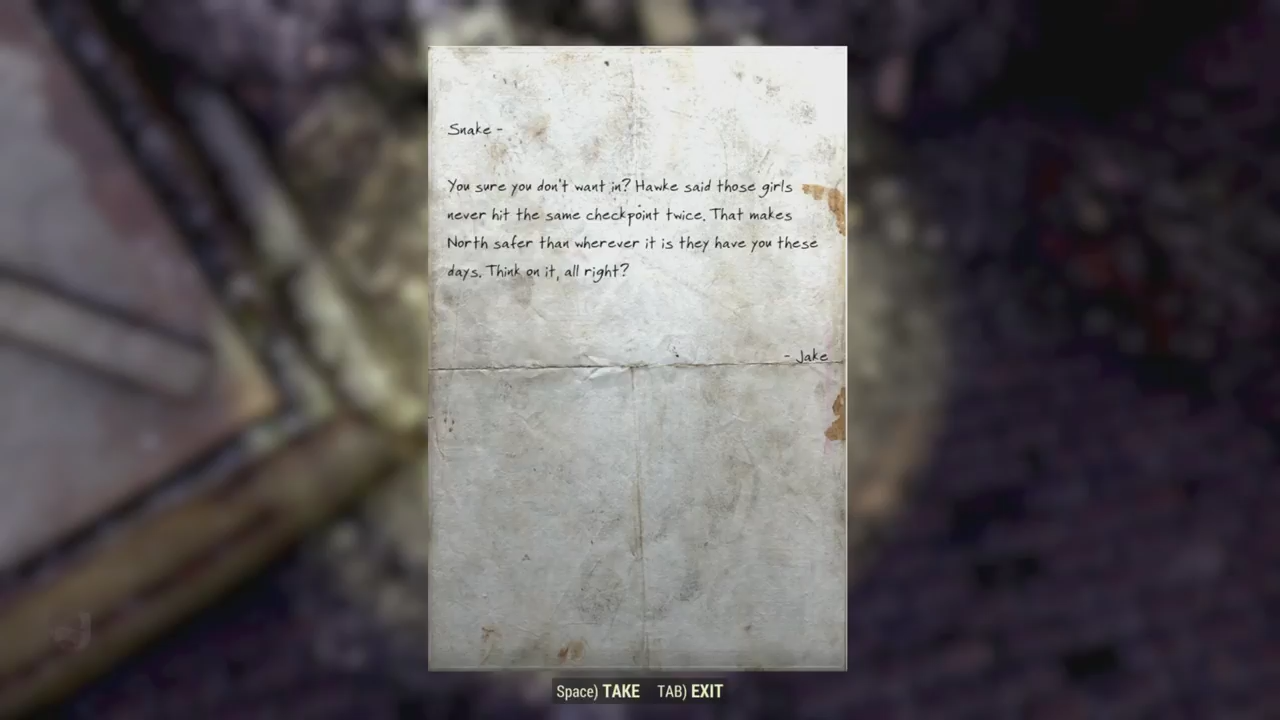 Snake -
You sure you don't want in? Hawke said those girls
never hit the same checkpoint twice. That makes
North safer than wherever it is they have you these
days. Think on it, all right?
- Jake
Space) TAKE TAB) EXIT